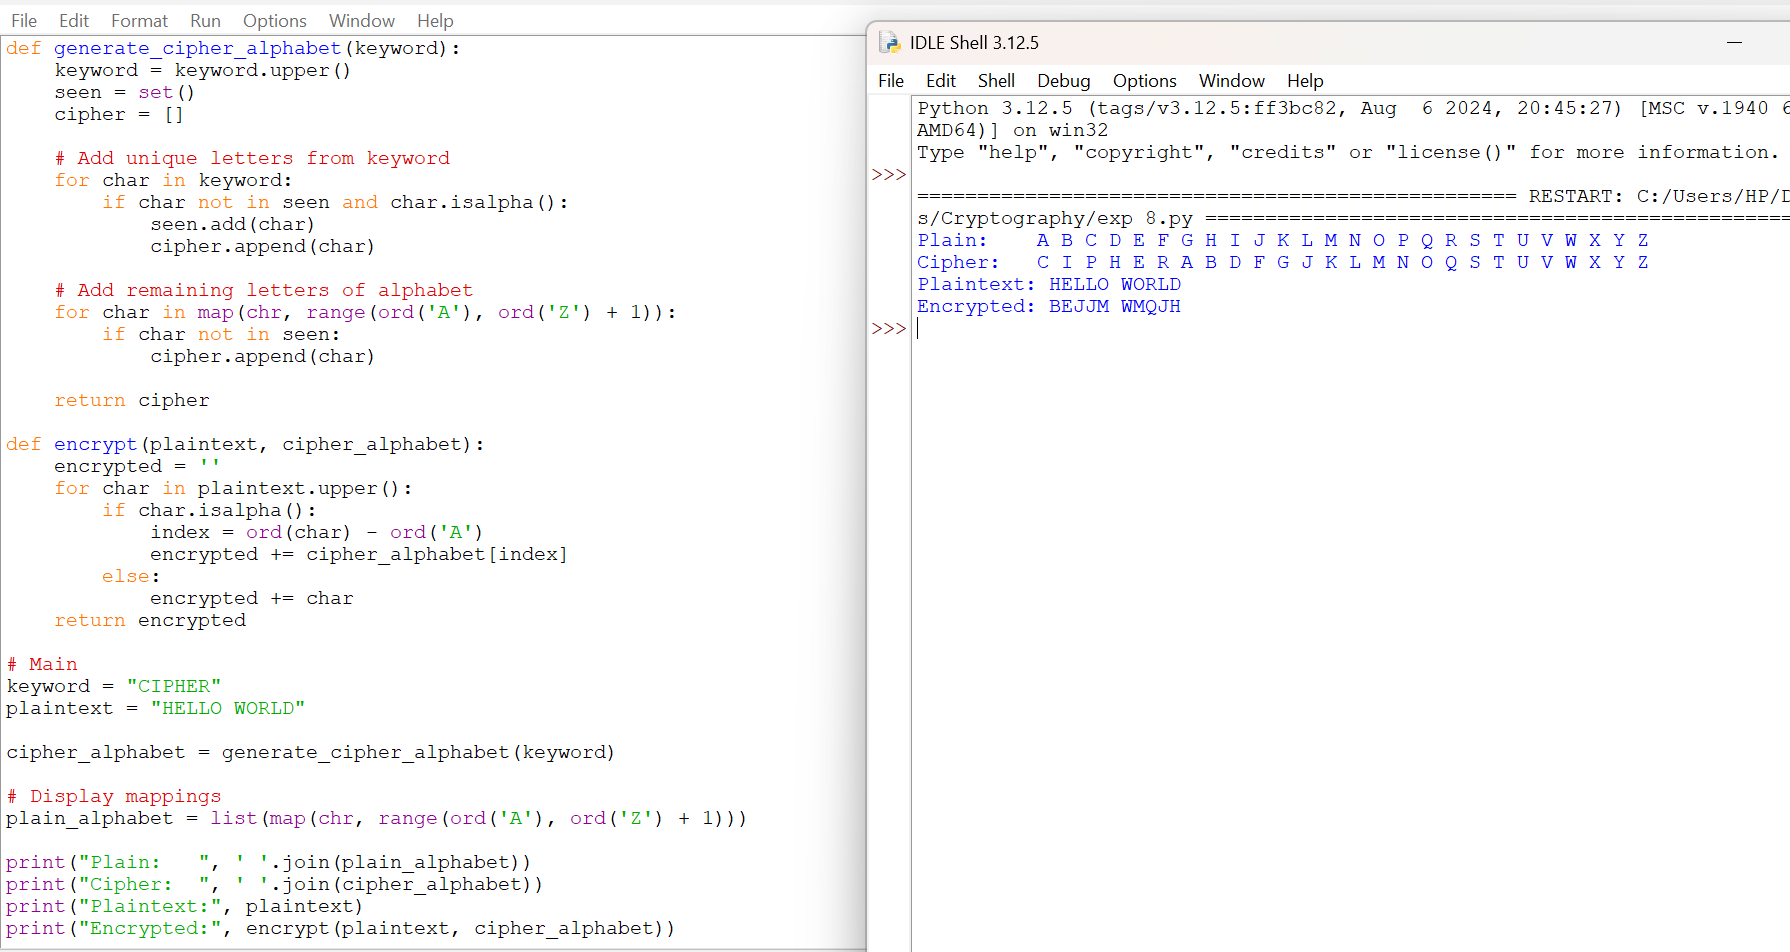 File Edit Format Run Options Window Help
def generate_cipher_alphabet(keyword):
    keyword = keyword.upper()
    seen = set()
    cipher = []

    # Add unique letters from keyword
    for char in keyword:
        if char not in seen and char.isalpha():
            seen.add(char)
            cipher.append(char)

    # Add remaining letters of alphabet
    for char in map(chr, range(ord('A'), ord('Z') + 1)):
        if char not in seen:
            cipher.append(char)

    return cipher

def encrypt(plaintext, cipher_alphabet):
    encrypted = ''
    for char in plaintext.upper():
        if char.isalpha():
            index = ord(char) - ord('A')
            encrypted += cipher_alphabet[index]
        else:
            encrypted += char
    return encrypted

# Main
keyword = "CIPHER"
plaintext = "HELLO WORLD"

cipher_alphabet = generate_cipher_alphabet(keyword)

# Display mappings
plain_alphabet = list(map(chr, range(ord('A'), ord('Z') + 1)))

print("Plain:   ", ' '.join(plain_alphabet))
print("Cipher:  ", ' '.join(cipher_alphabet))
print("Plaintext:", plaintext)
print("Encrypted:", encrypt(plaintext, cipher_alphabet))
IDLE Shell 3.12.5
File Edit Shell Debug Options Window Help
Python 3.12.5 (tags/v3.12.5:ff3bc82, Aug  6 2024, 20:45:27) [MSC v.1940 6
AMD64)] on win32
Type "help", "copyright", "credits" or "license()" for more information.
>>>
================================================== RESTART: C:/Users/HP/D
s/Cryptography/exp 8.py =================================================
Plain:    A B C D E F G H I J K L M N O P Q R S T U V W X Y Z
Cipher:   C I P H E R A B D F G J K L M N O Q S T U V W X Y Z
Plaintext: HELLO WORLD
Encrypted: BEJJM WMQJH
>>>